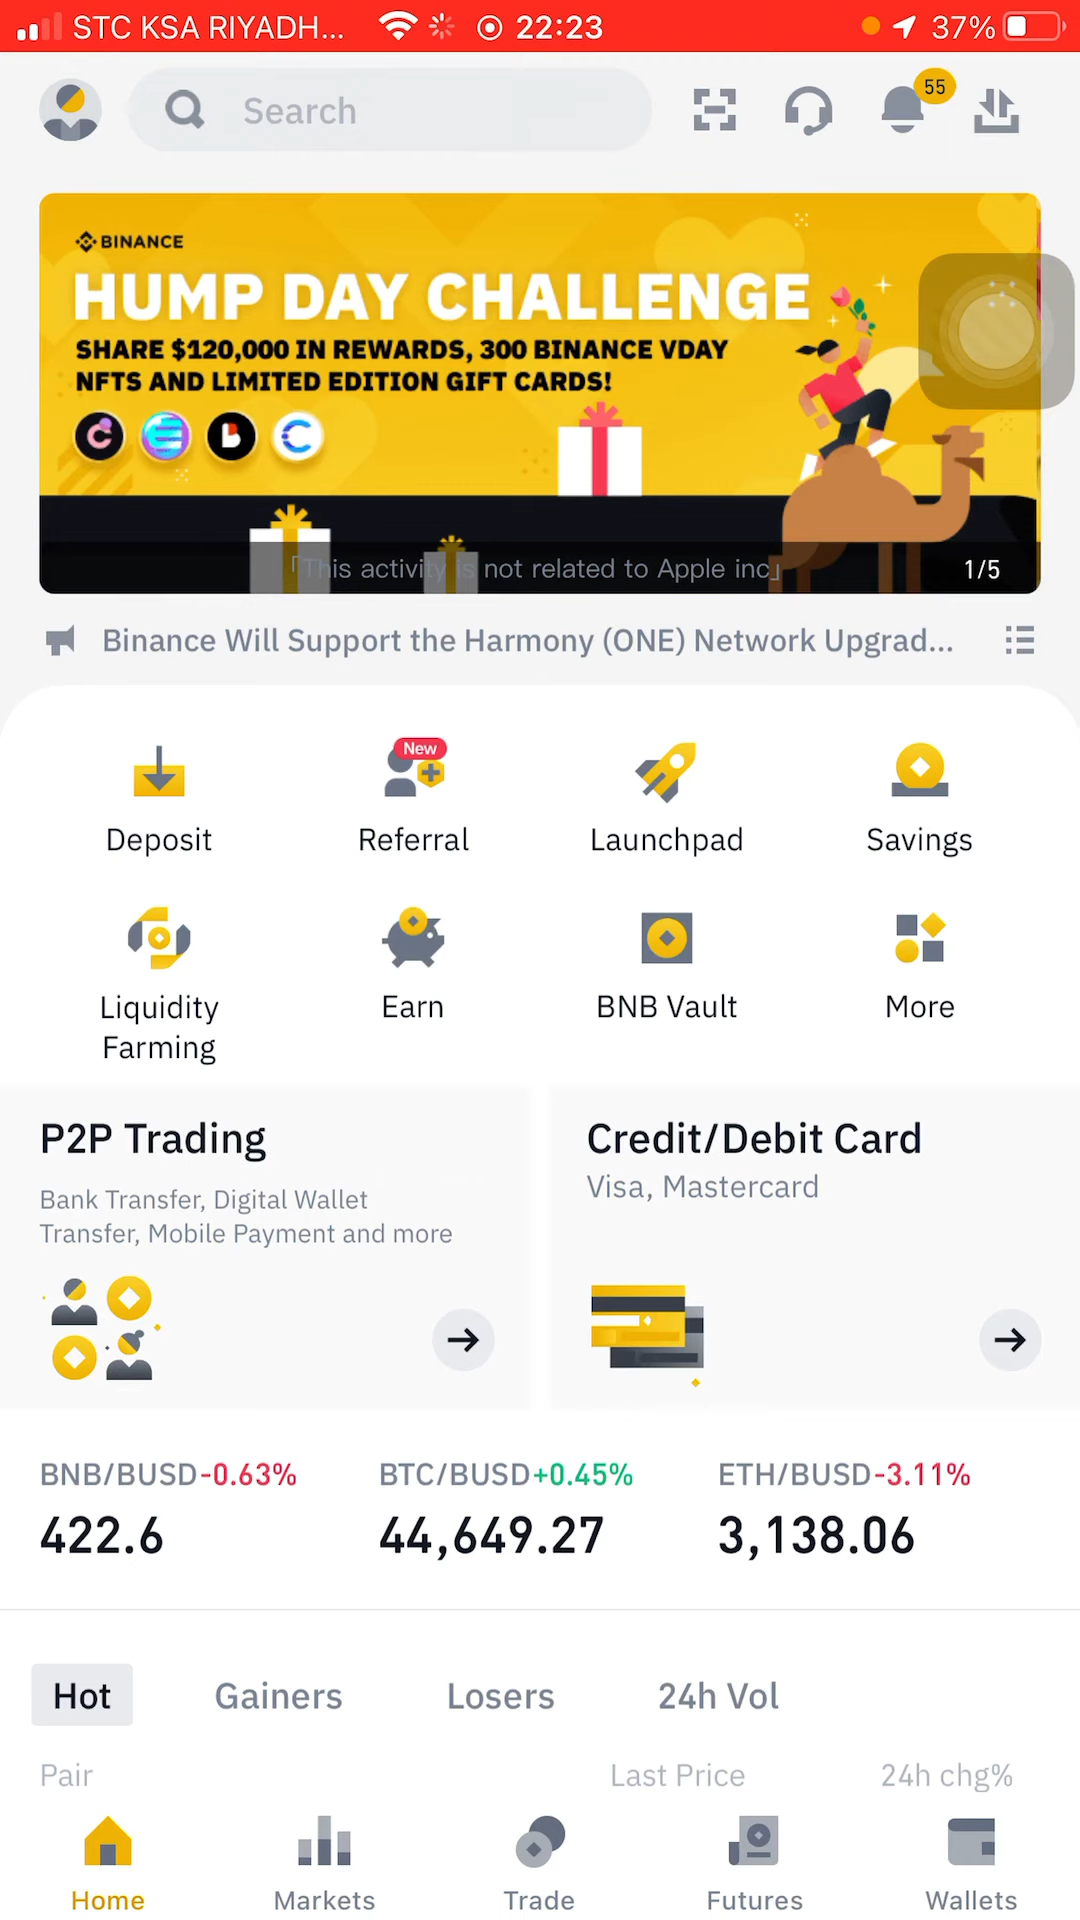 STC KSA RIYADH...
22:23
37%
Search
55
BINANCE
HUMP DAY CHALLENGE
SHARE $120,000 IN REWARDS, 300 BINANCE VDAY
NFTS AND LIMITED EDITION GIFT CARDS!
「This activity is not related to Apple inc」
1/5
Binance Will Support the Harmony (ONE) Network Upgrad...
New
Deposit
Referral
Launchpad
Savings
Liquidity
Farming
Earn
BNB Vault
More
P2P Trading
Bank Transfer, Digital Wallet
Transfer, Mobile Payment and more
Credit/Debit Card
Visa, Mastercard
BNB/BUSD-0.63%
422.6
BTC/BUSD+0.45%
44,649.27
ETH/BUSD-3.11%
3,138.06
Hot
Gainers
Losers
24h Vol
Pair
Last Price
24h chg%
Home
Markets
Trade
Futures
Wallets